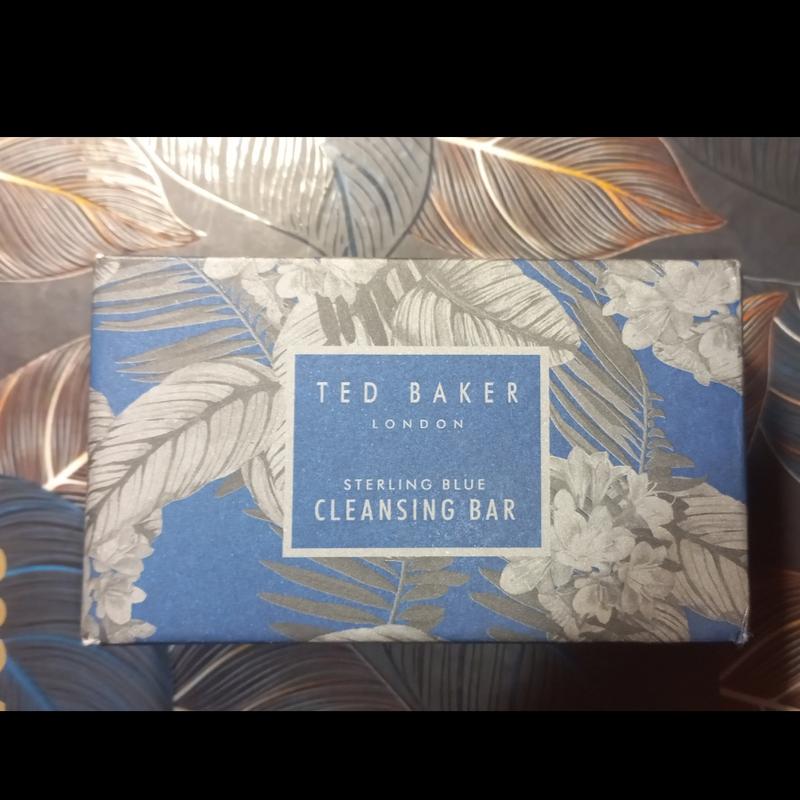 TED BAKER
LONDON
STERLING BLUE
CLEANSING BAR